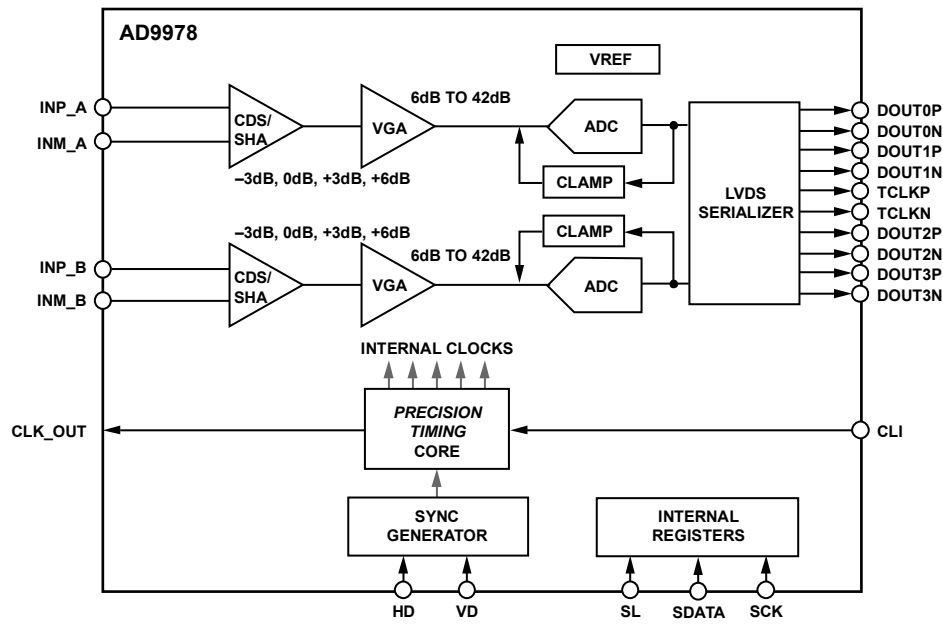 AD9978
VREF
INP_A
INM_A
CDS/
SHA
–3dB, 0dB, +3dB, +6dB
VGA
6dB TO 42dB
ADC
CLAMP
LVDS
SERIALIZER
DOUT0P
DOUT0N
DOUT1P
DOUT1N
TCLKP
TCLKN
DOUT2P
DOUT2N
DOUT3P
DOUT3N
INP_B
INM_B
–3dB, 0dB, +3dB, +6dB
CDS/
SHA
VGA
6dB TO 42dB
CLAMP
ADC
INTERNAL CLOCKS
CLK_OUT
PRECISION
TIMING
CORE
CLI
SYNC
GENERATOR
INTERNAL
REGISTERS
HD
VD
SL
SDATA
SCK